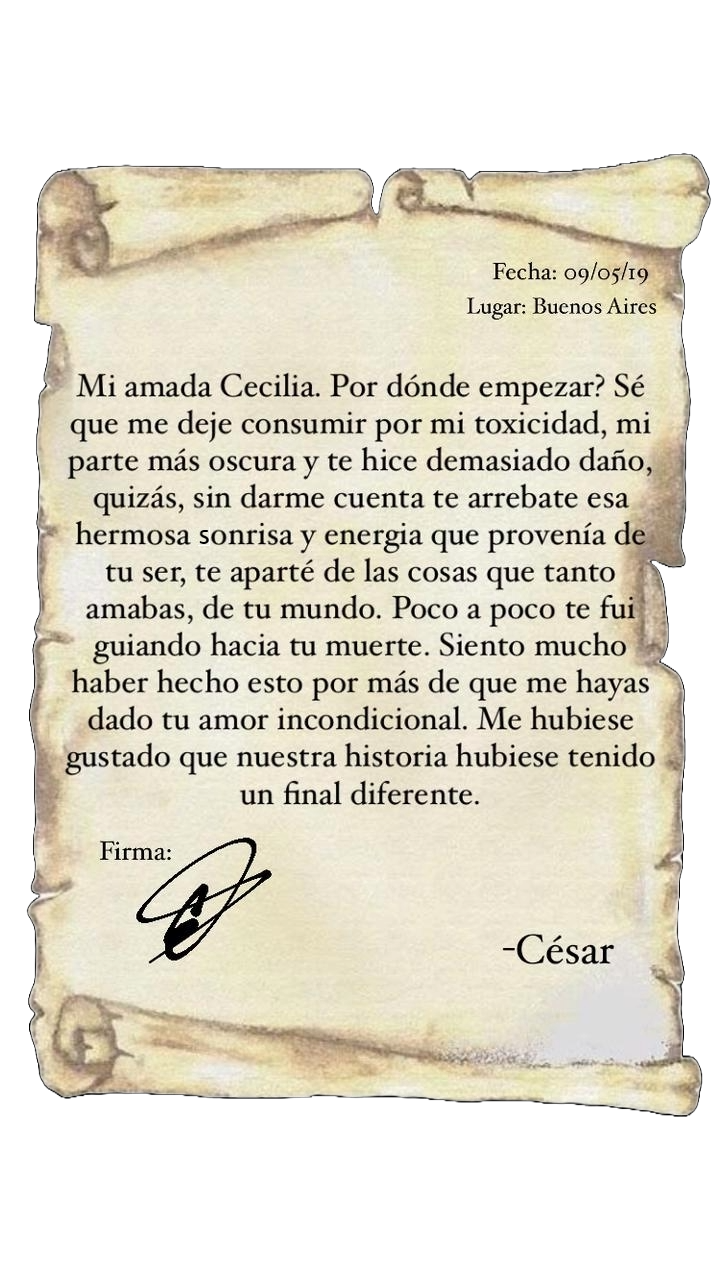 Fecha: 09/05/19
Lugar: Buenos Aires
Mi amada Cecilia. Por dónde empezar? Sé
que me deje consumir por mi toxicidad, mi
parte más oscura y te hice demasiado daño,
quizás, sin darme cuenta te arrebate esa
hermosa sonrisa y energia que provenía de
tu ser, te aparté de las cosas que tanto
amabas, de tu mundo. Poco a poco te fui
guiando hacia tu muerte. Siento mucho
haber hecho esto por más de que me hayas
dado tu amor incondicional. Me hubiese
gustado que nuestra historia hubiese tenido
un final diferente.
Firma:
-César